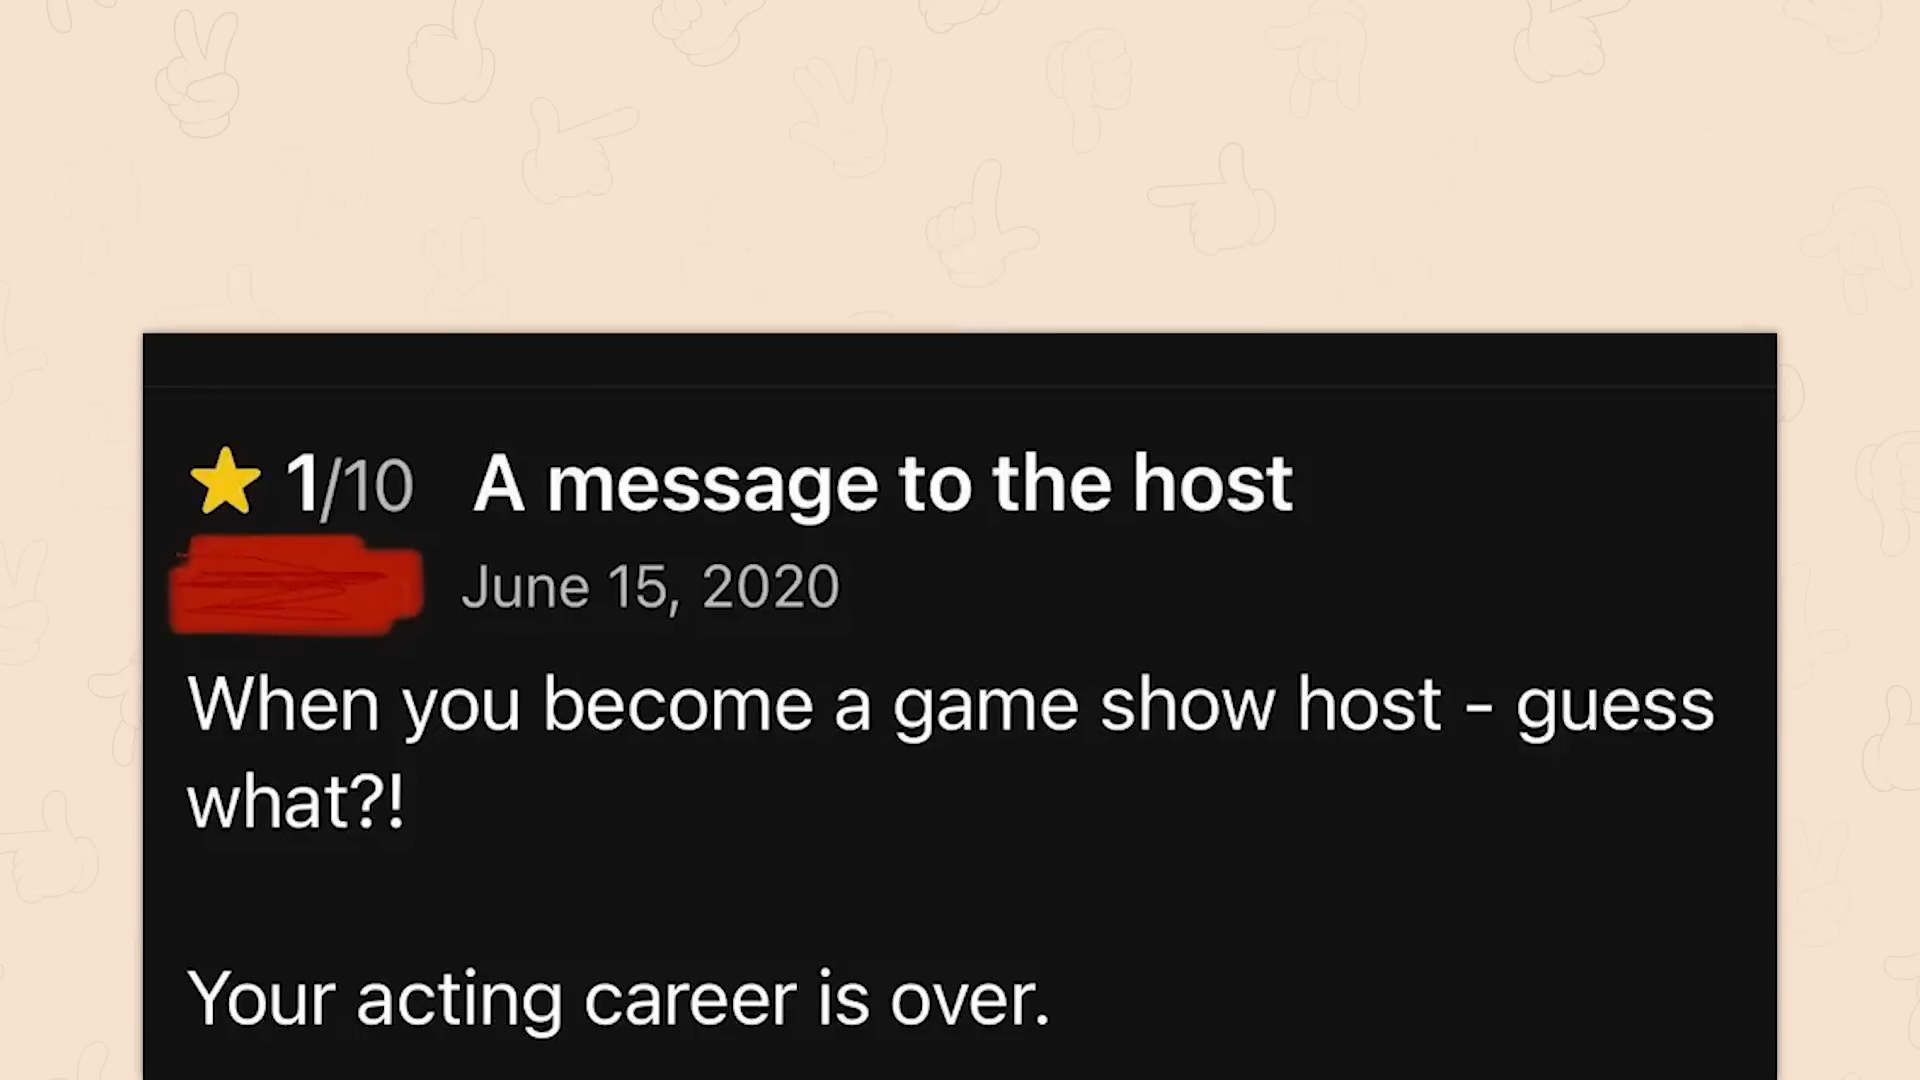 1/10 A message to the host
June 15, 2020
When you become a game show host - guess
what?!
Your acting career is over.